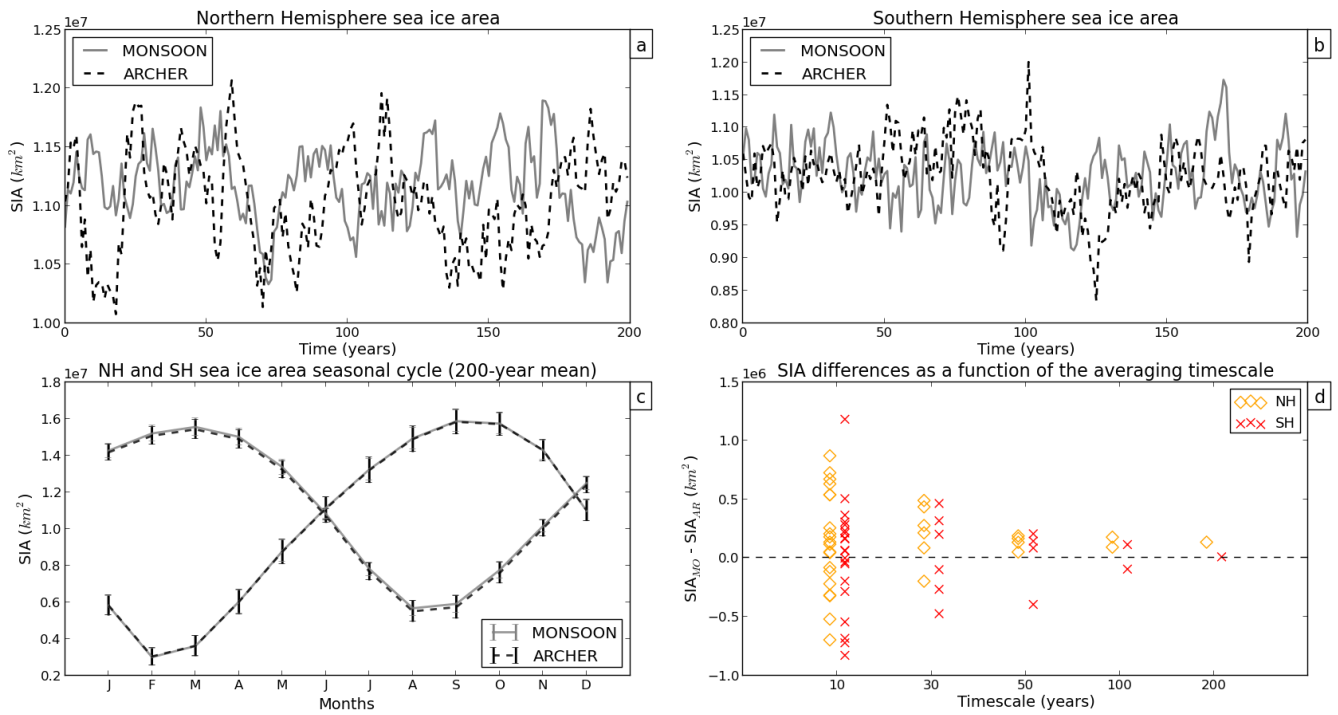 Northern Hemisphere sea ice area
1e7
a
MONSOON
ARCHER
SIA (km²)
1.25
1.20
1.15
1.10
1.05
1.00
0 50 100 150 200
Time (years)
Southern Hemisphere sea ice area
1e7
b
MONSOON
ARCHER
SIA (km²)
1.25
1.20
1.15
1.10
1.05
1.00
0.95
0.90
0.85
0.80
0 50 100 150 200
Time (years)
NH and SH sea ice area seasonal cycle (200-year mean)
1e7
c
SIA (km²)
1.8
1.6
1.4
1.2
1.0
0.8
0.6
0.4
0.2
MONSOON
ARCHER
J F M A M J J A S O N D
Months
SIA differences as a function of the averaging timescale
1e6
d
NH
SH
SIA_MO - SIA_AR (km²)
1.5
1.0
0.5
0.0
−0.5
−1.0
10 30 50 100 200
Timescale (years)